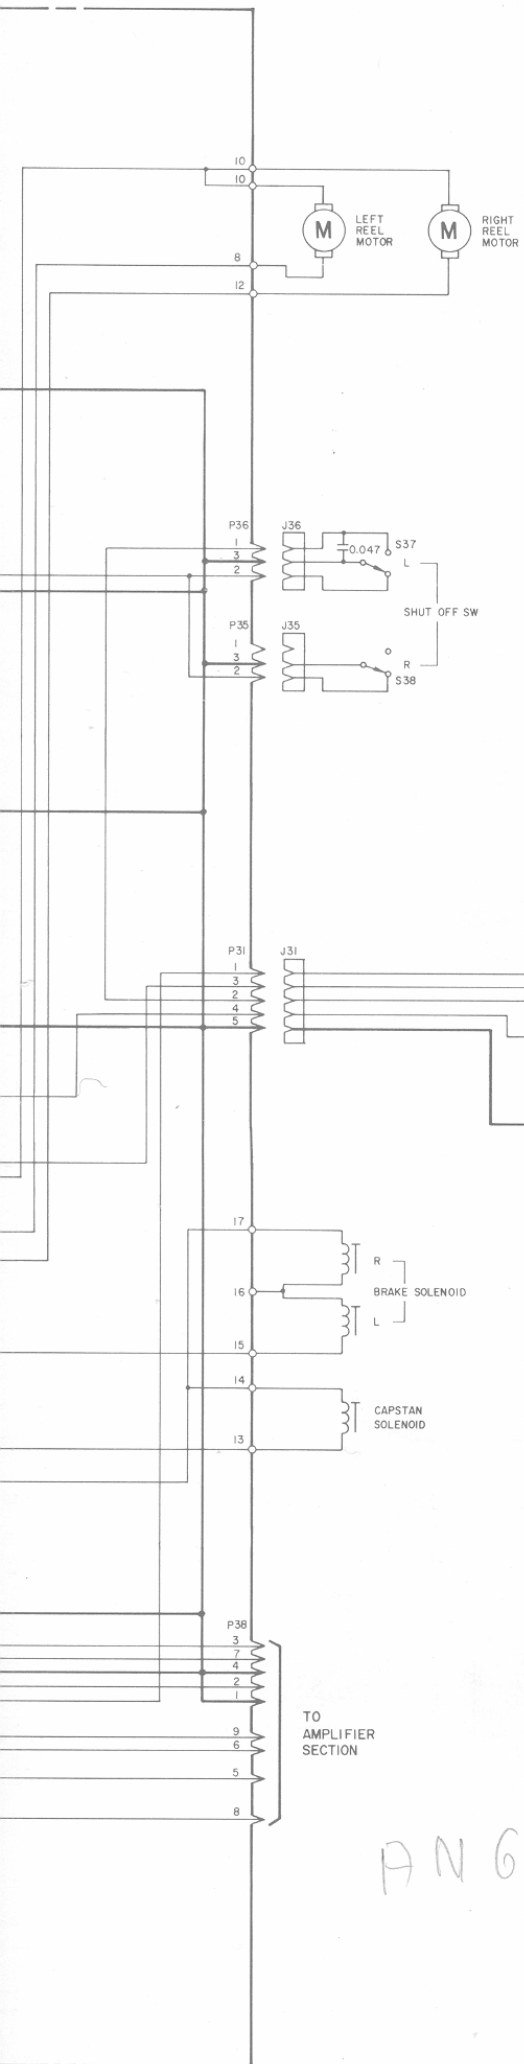 10
10
M LEFT REEL MOTOR
M RIGHT REEL MOTOR
8
12
P36 J36
1
3
2
0.047
S37
L
SHUT OFF SW
P35 J35
1
3
2
R
S38
P31 J31
1
3
2
4
5
17
R
16
BRAKE SOLENOID
L
15
14
CAPSTAN
SOLENOID
13
P38
3
7
4
2
1
TO
AMPLIFIER
SECTION
9
6
5
8
AN6